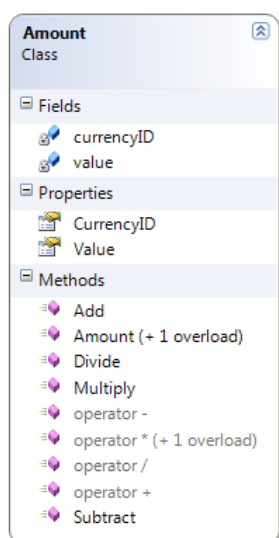 Amount
Class
Fields
currencyID
value
Properties
CurrencyID
Value
Methods
Add
Amount (+ 1 overload)
Divide
Multiply
operator -
operator * (+ 1 overload)
operator /
operator +
Subtract